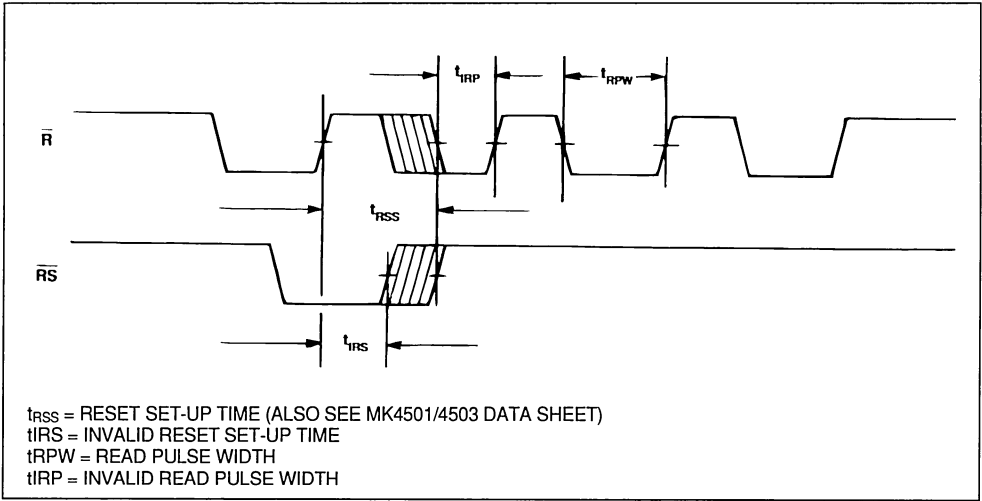 tIRP
tRPW
R
tRSS
RS
tIRS
tRSS = RESET SET-UP TIME (ALSO SEE MK4501/4503 DATA SHEET)
tIRS = INVALID RESET SET-UP TIME
tRPW = READ PULSE WIDTH
tIRP = INVALID READ PULSE WIDTH